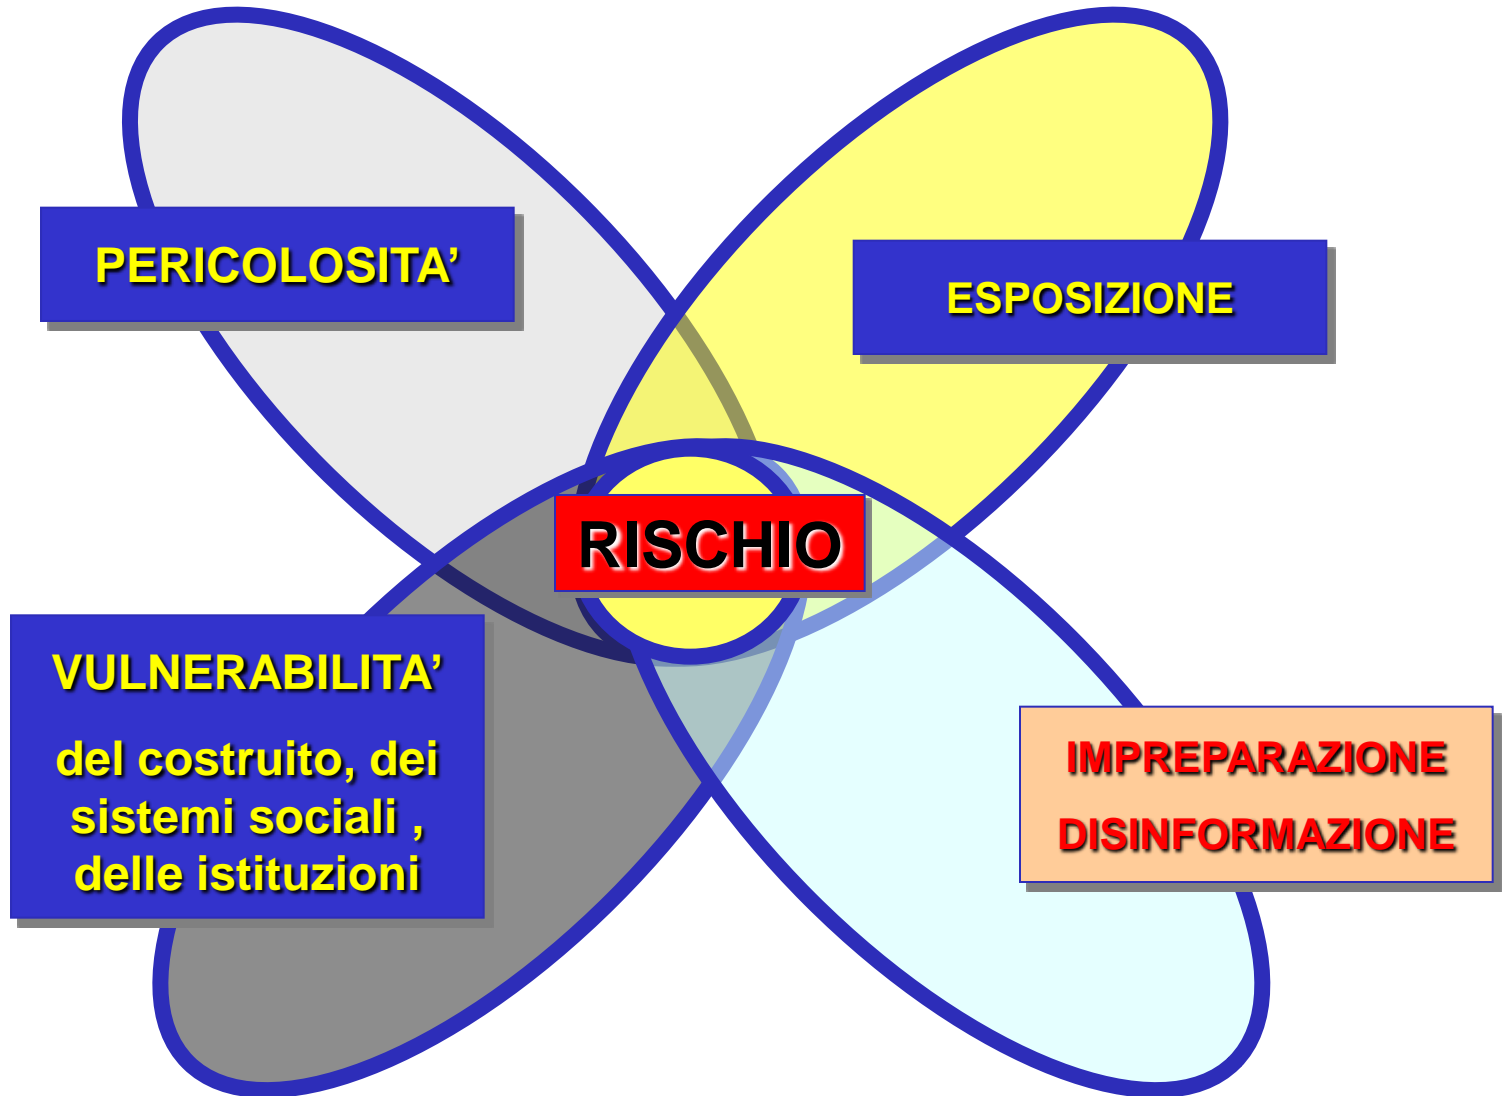 PERICOLOSITA’
ESPOSIZIONE
RISCHIO
VULNERABILITA’
del costruito, dei
sistemi sociali ,
delle istituzioni
IMPREPARAZIONE
DISINFORMAZIONE